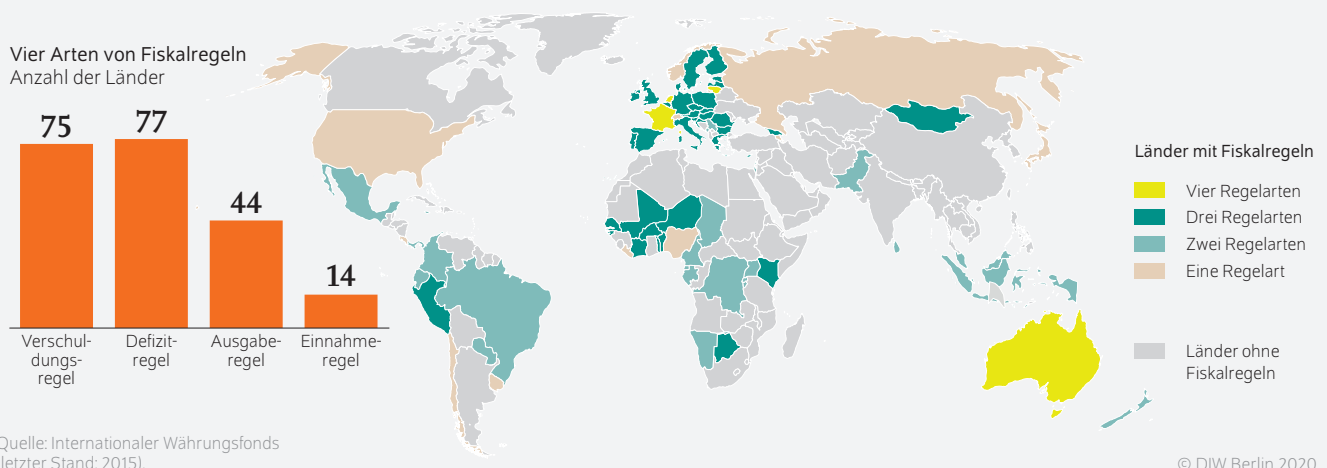 Vier Arten von Fiskalregeln
Anzahl der Länder
75
77
44
14
Verschul-
dungs-
regel
Defizit-
regel
Ausgabe-
regel
Einnahme-
regel
Länder mit Fiskalregeln
Vier Regelarten
Drei Regelarten
Zwei Regelarten
Eine Regelart
Länder ohne
Fiskalregeln
Quelle: Internationaler Währungsfonds
(letzter Stand: 2015)
© DIW Berlin 2020